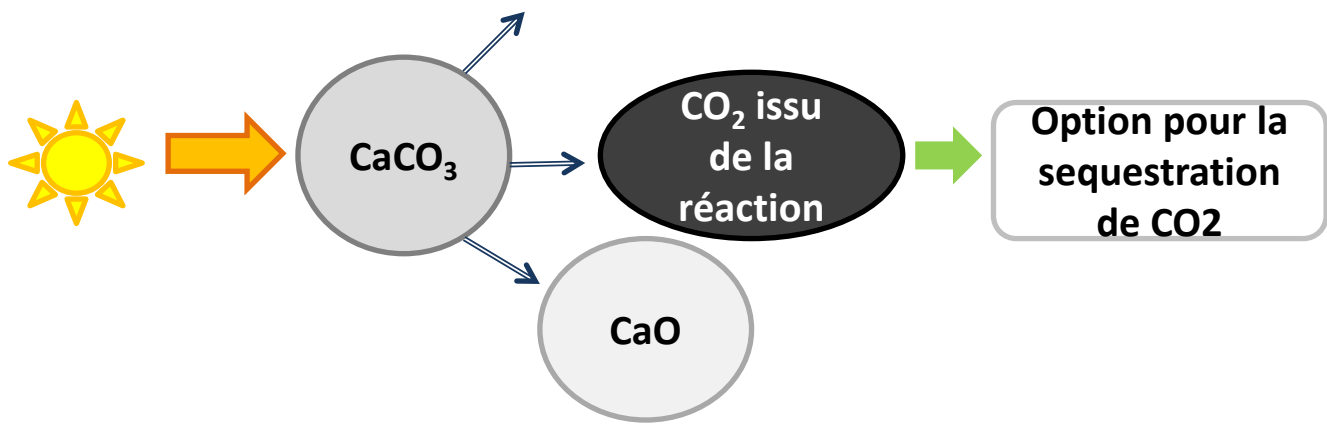 CaCO₃
CO₂ issu
de la
réaction
Option pour la
sequestration
de CO2
CaO